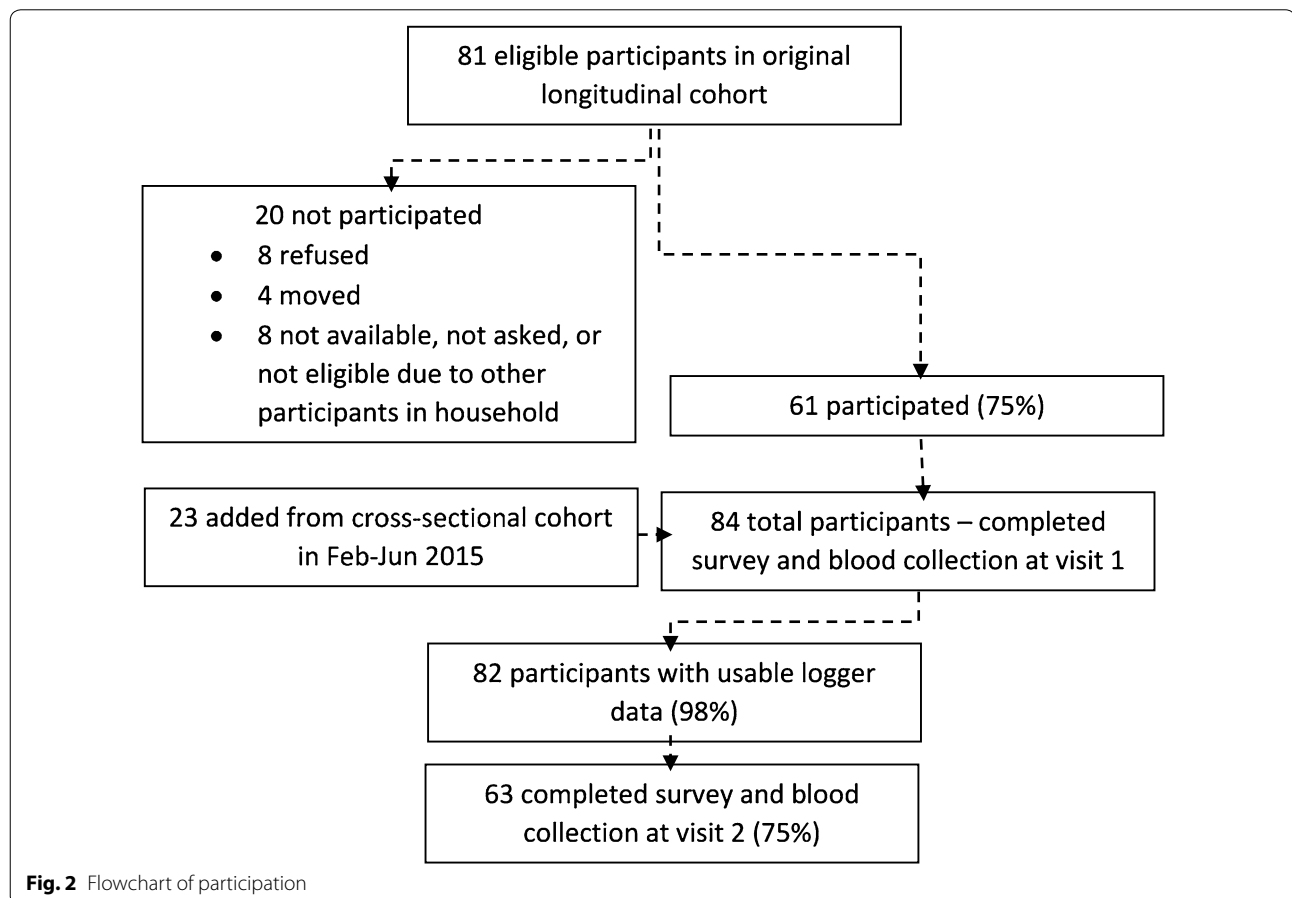 81 eligible participants in original
longitudinal cohort
20 not participated
● 8 refused
● 4 moved
● 8 not available, not asked, or
not eligible due to other
participants in household
61 participated (75%)
23 added from cross-sectional cohort
in Feb-Jun 2015
84 total participants – completed
survey and blood collection at visit 1
82 participants with usable logger
data (98%)
63 completed survey and blood
collection at visit 2 (75%)
Fig. 2 Flowchart of participation